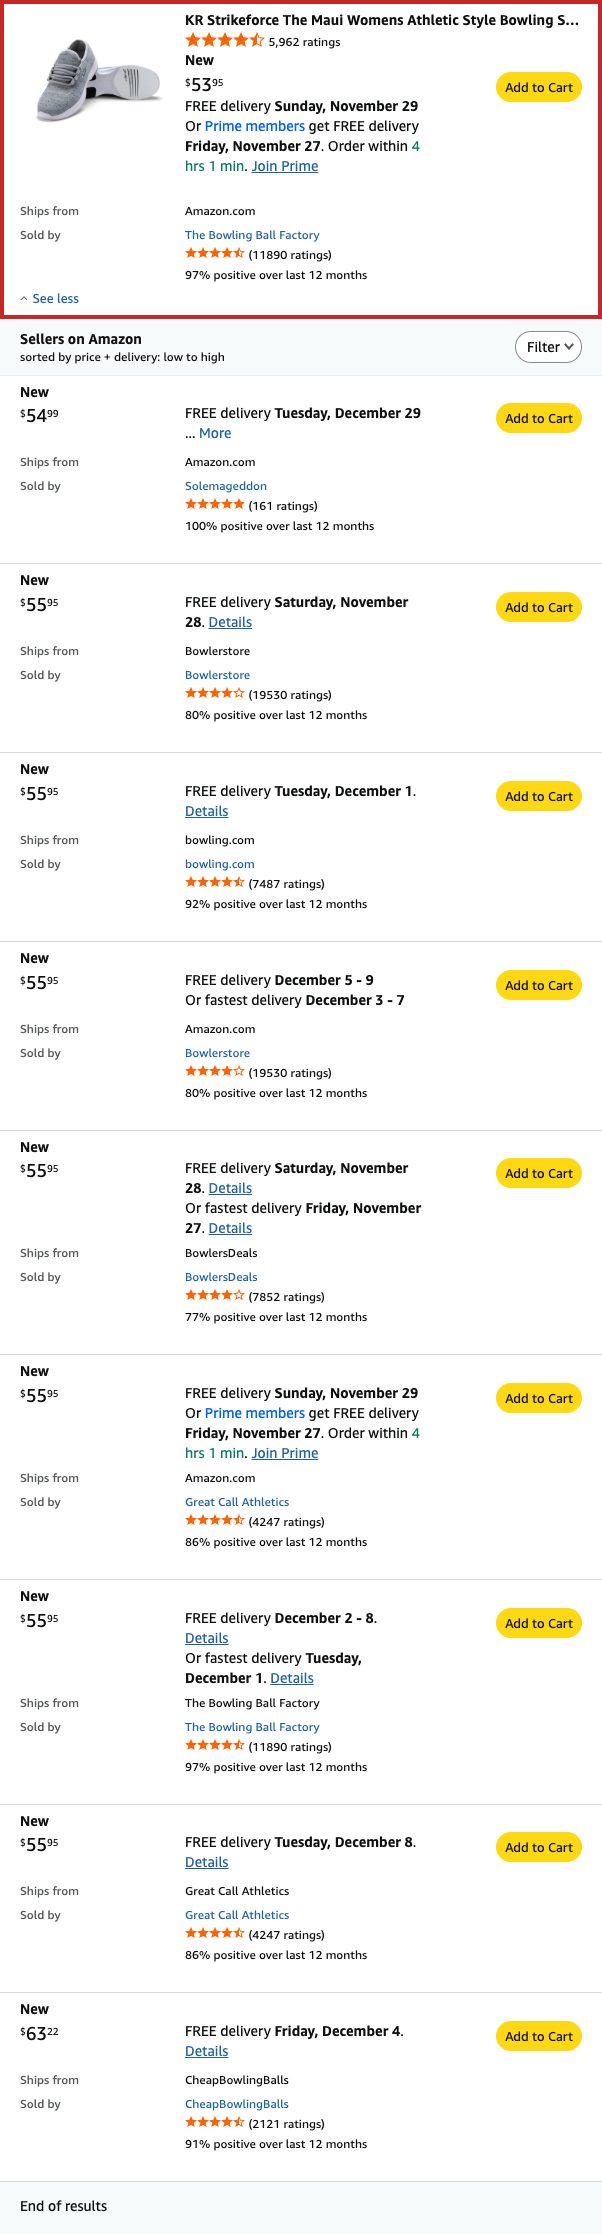 KR Strikeforce The Maui Womens Athletic Style Bowling S...
5,962 ratings
New
$53 95
Add to Cart
FREE delivery Sunday, November 29
Or Prime members get FREE delivery
Friday, November 27. Order within 4
hrs 1 min. Join Prime
Ships from
Amazon.com
Sold by
The Bowling Ball Factory
(11890 ratings)
97% positive over last 12 months
See less
Sellers on Amazon
sorted by price + delivery: low to high
Filter
New
$54 99
FREE delivery Tuesday, December 29
... More
Add to Cart
Ships from
Amazon.com
Sold by
Solemageddon
(161 ratings)
100% positive over last 12 months
New
$55 95
FREE delivery Saturday, November
28. Details
Add to Cart
Ships from
Bowlerstore
Sold by
Bowlerstore
(19530 ratings)
80% positive over last 12 months
New
$55 95
FREE delivery Tuesday, December 1.
Details
Add to Cart
Ships from
bowling.com
Sold by
bowling.com
(7487 ratings)
92% positive over last 12 months
New
$55 95
FREE delivery December 5 - 9
Or fastest delivery December 3 - 7
Add to Cart
Ships from
Amazon.com
Sold by
Bowlerstore
(19530 ratings)
80% positive over last 12 months
New
$55 95
FREE delivery Saturday, November
28. Details
Or fastest delivery Friday, November
27. Details
Add to Cart
Ships from
BowlersDeals
Sold by
BowlersDeals
(7852 ratings)
77% positive over last 12 months
New
$55 95
FREE delivery Sunday, November 29
Or Prime members get FREE delivery
Friday, November 27. Order within 4
hrs 1 min. Join Prime
Add to Cart
Ships from
Amazon.com
Sold by
Great Call Athletics
(4247 ratings)
86% positive over last 12 months
New
$55 95
FREE delivery December 2 - 8.
Details
Or fastest delivery Tuesday,
December 1. Details
Add to Cart
Ships from
The Bowling Ball Factory
Sold by
The Bowling Ball Factory
(11890 ratings)
97% positive over last 12 months
New
$55 95
FREE delivery Tuesday, December 8.
Details
Add to Cart
Ships from
Great Call Athletics
Sold by
Great Call Athletics
(4247 ratings)
86% positive over last 12 months
New
$63 22
FREE delivery Friday, December 4.
Details
Add to Cart
Ships from
CheapBowlingBalls
Sold by
CheapBowlingBalls
(2121 ratings)
91% positive over last 12 months
End of results